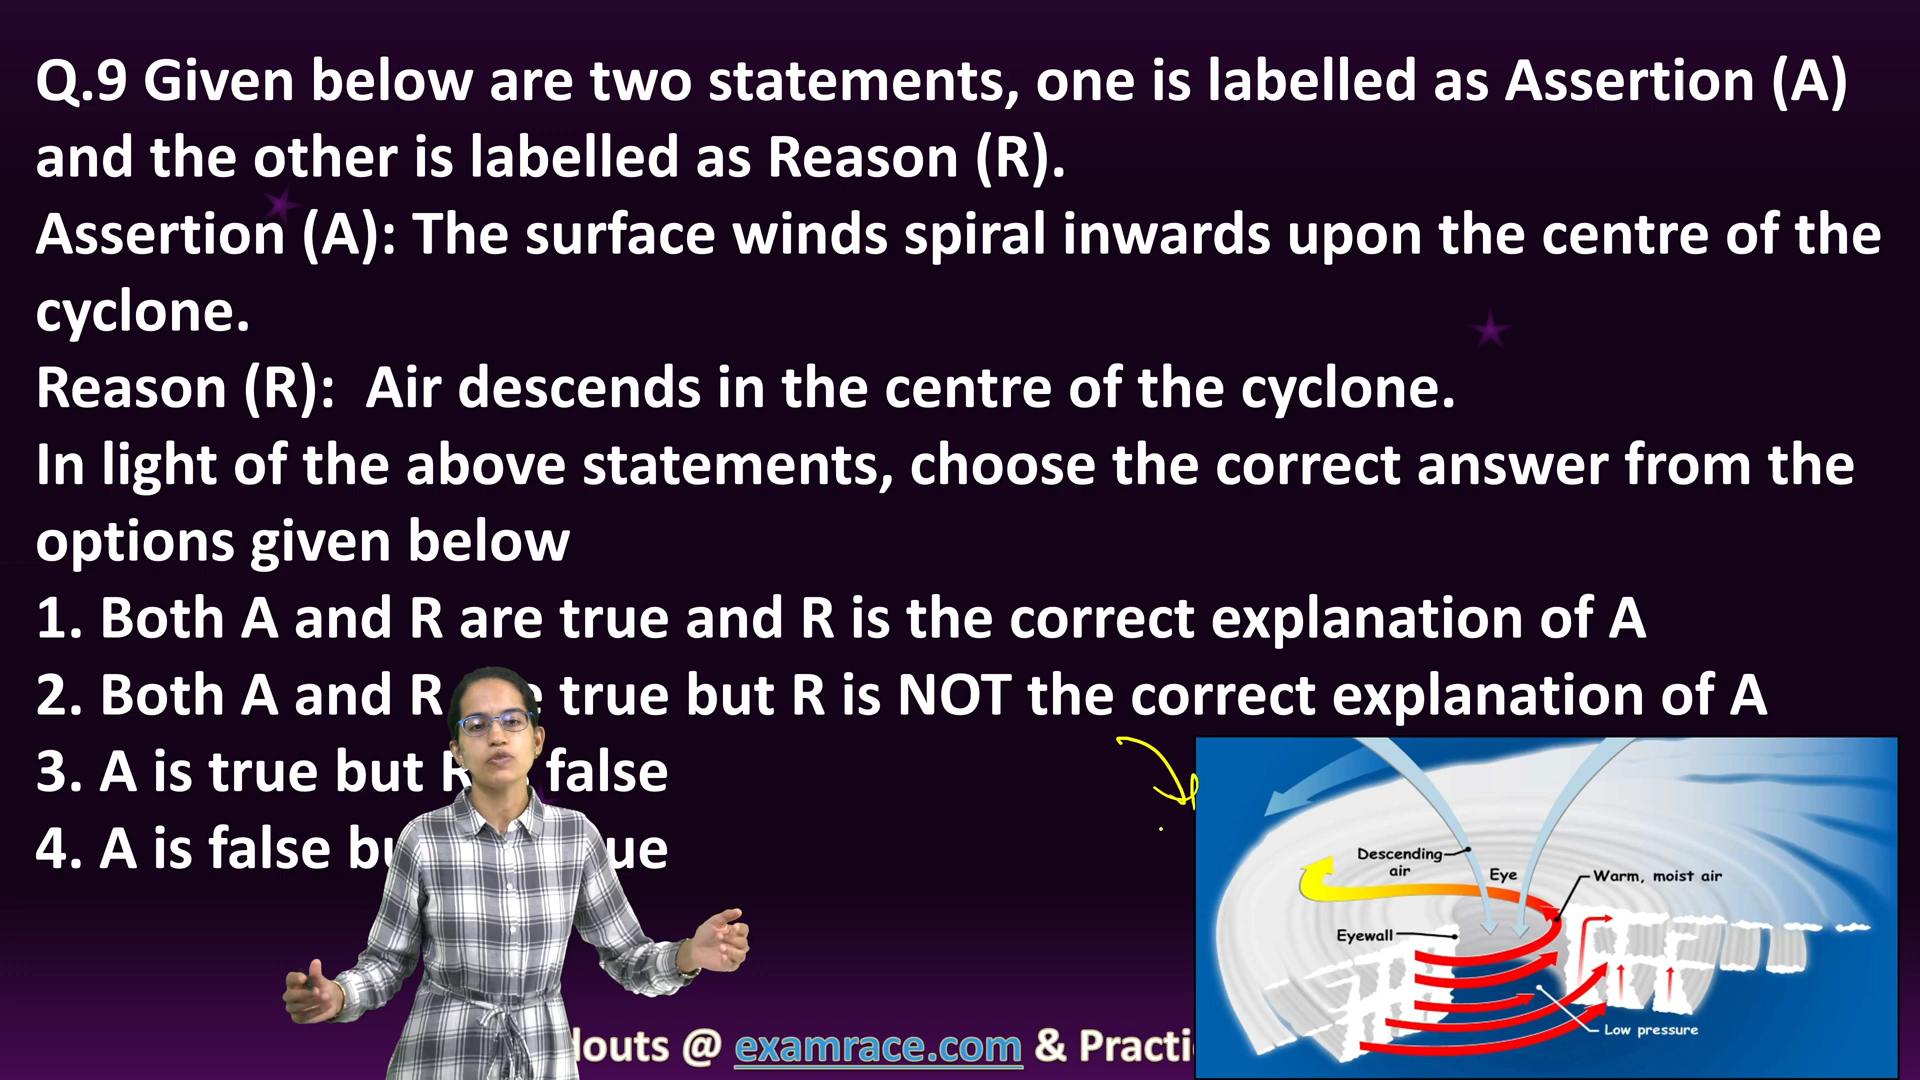 Q.9 Given below are two statements, one is labelled as Assertion (A)
and the other is labelled as Reason (R).
Assertion (A): The surface winds spiral inwards upon the centre of the
cyclone.
Reason (R): Air descends in the centre of the cyclone.
In light of the above statements, choose the correct answer from the
options given below
1. Both A and R are true and R is the correct explanation of A
2. Both A and R true but R is NOT the correct explanation of A
3. A is true but R false
4. A is false
Descending
air
Eye
Warm, moist air
Eyewall
Low pressure
@ examrace.com &